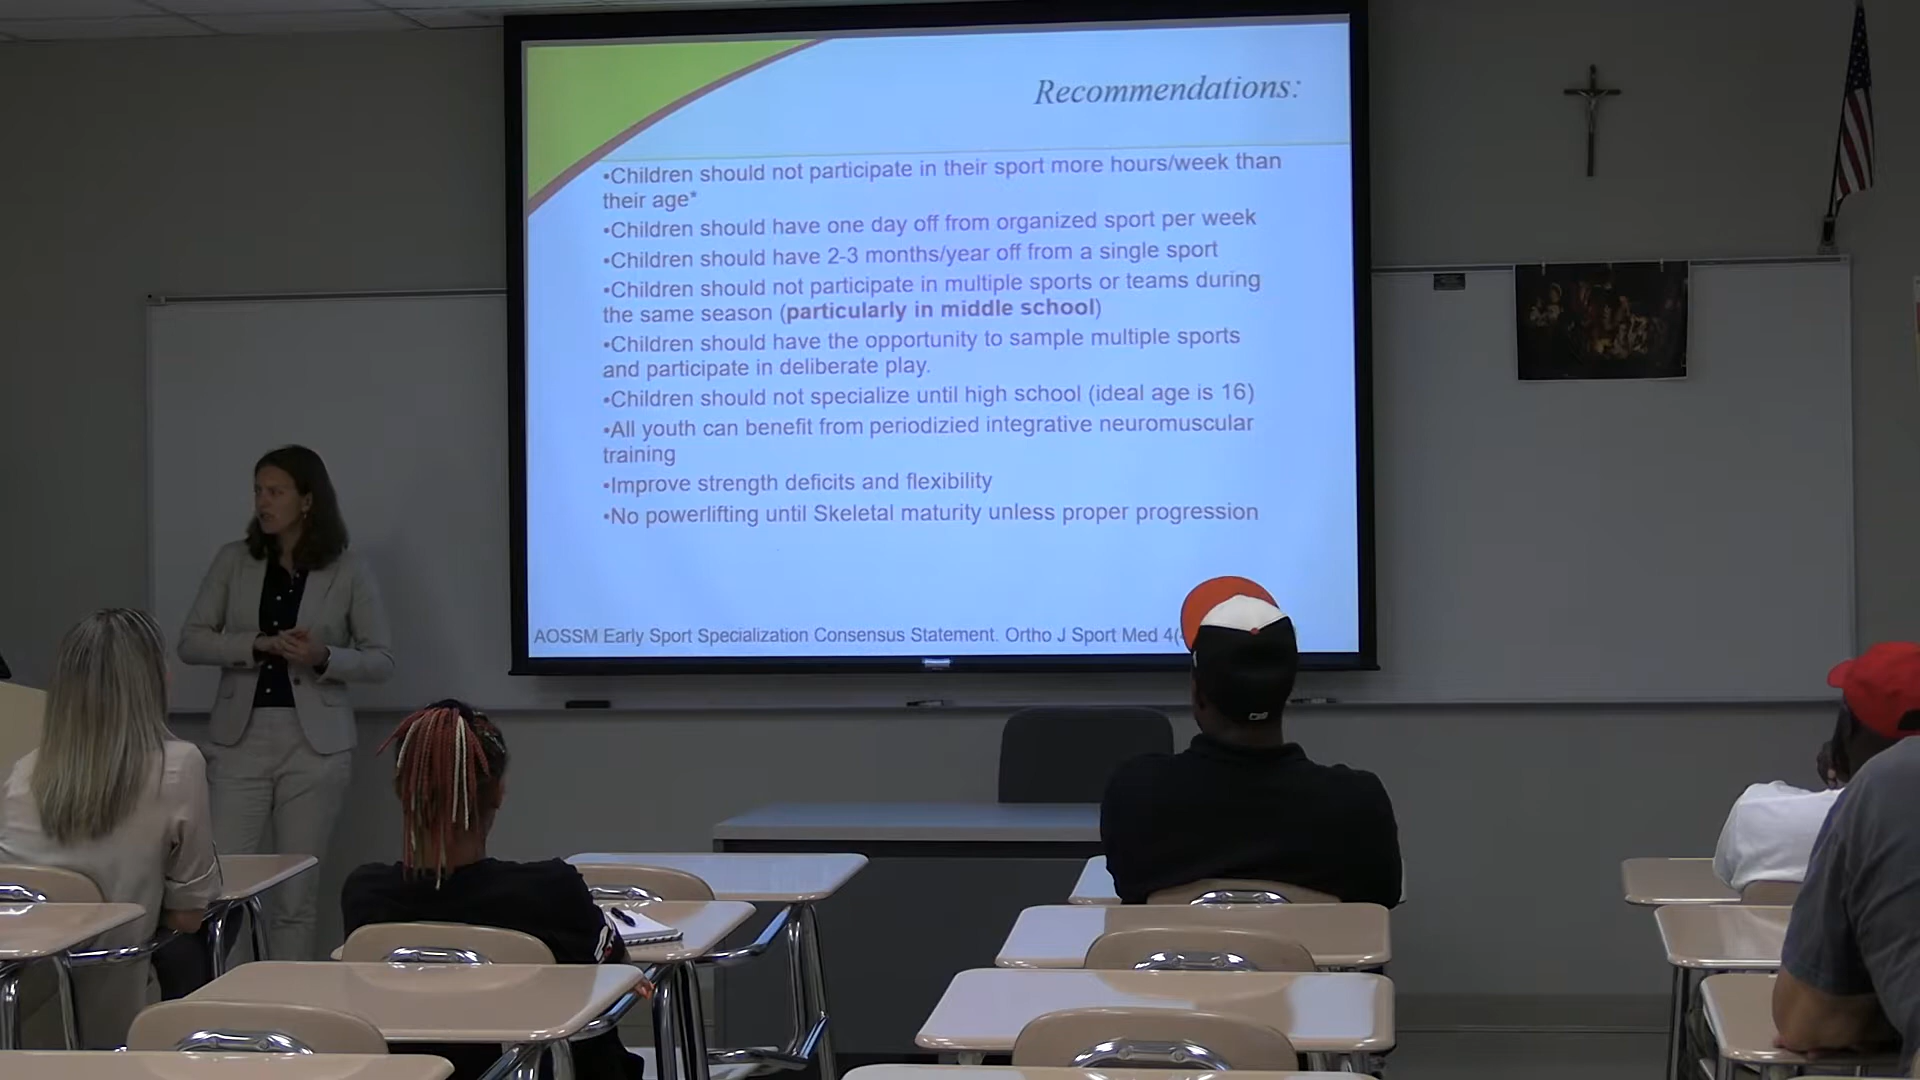 Recommendations:
•Children should not participate in their sport more hours/week than
their age*
•Children should have one day off from organized sport per week
•Children should have 2-3 months/year off from a single sport
•Children should not participate in multiple sports or teams during
the same season (particularly in middle school)
•Children should have the opportunity to sample multiple sports
and participate in deliberate play.
•Children should not specialize until high school (ideal age is 16)
•All youth can benefit from periodizied integrative neuromuscular
training
•Improve strength deficits and flexibility
•No powerlifting until Skeletal maturity unless proper progression
AOSSM Early Sport Specialization Consensus Statement. Ortho J Sport Med 4(